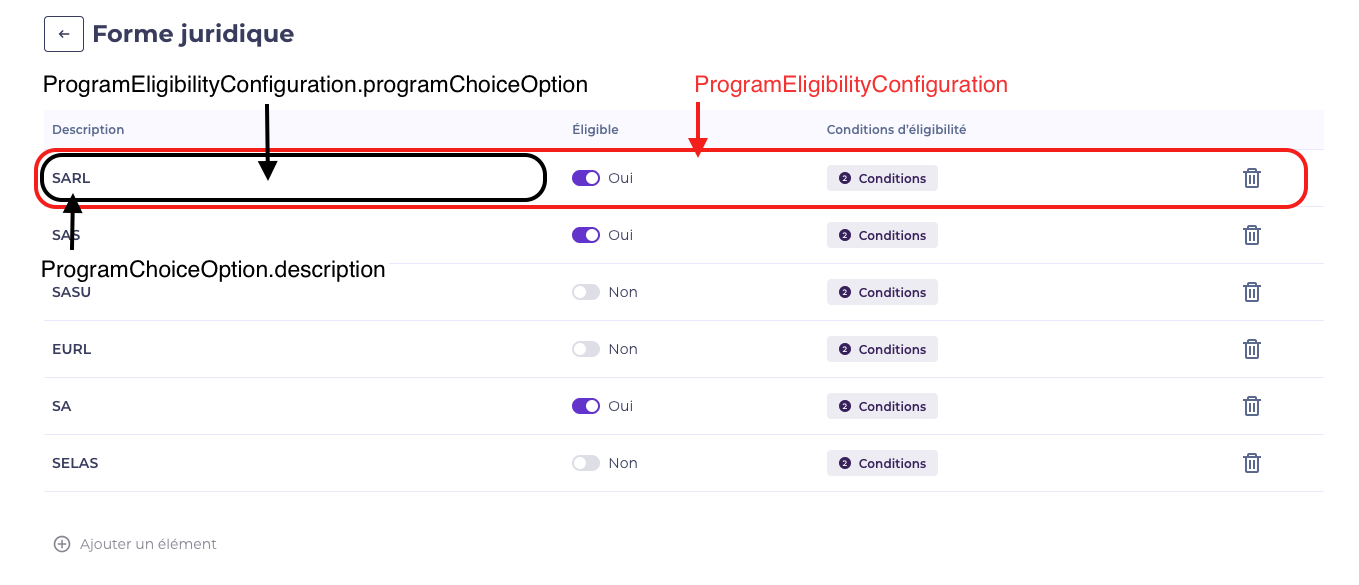 Forme juridique
ProgramEligibilityConfiguration.programChoiceOption
ProgramEligibilityConfiguration
Description Éligible Conditions d'éligibilité
SARL Oui 2 Conditions
SAS Oui 2 Conditions
ProgramChoiceOption.description
SASU Non 2 Conditions
EURL Non 2 Conditions
SA Oui 2 Conditions
SELAS Non 2 Conditions
Ajouter un élément